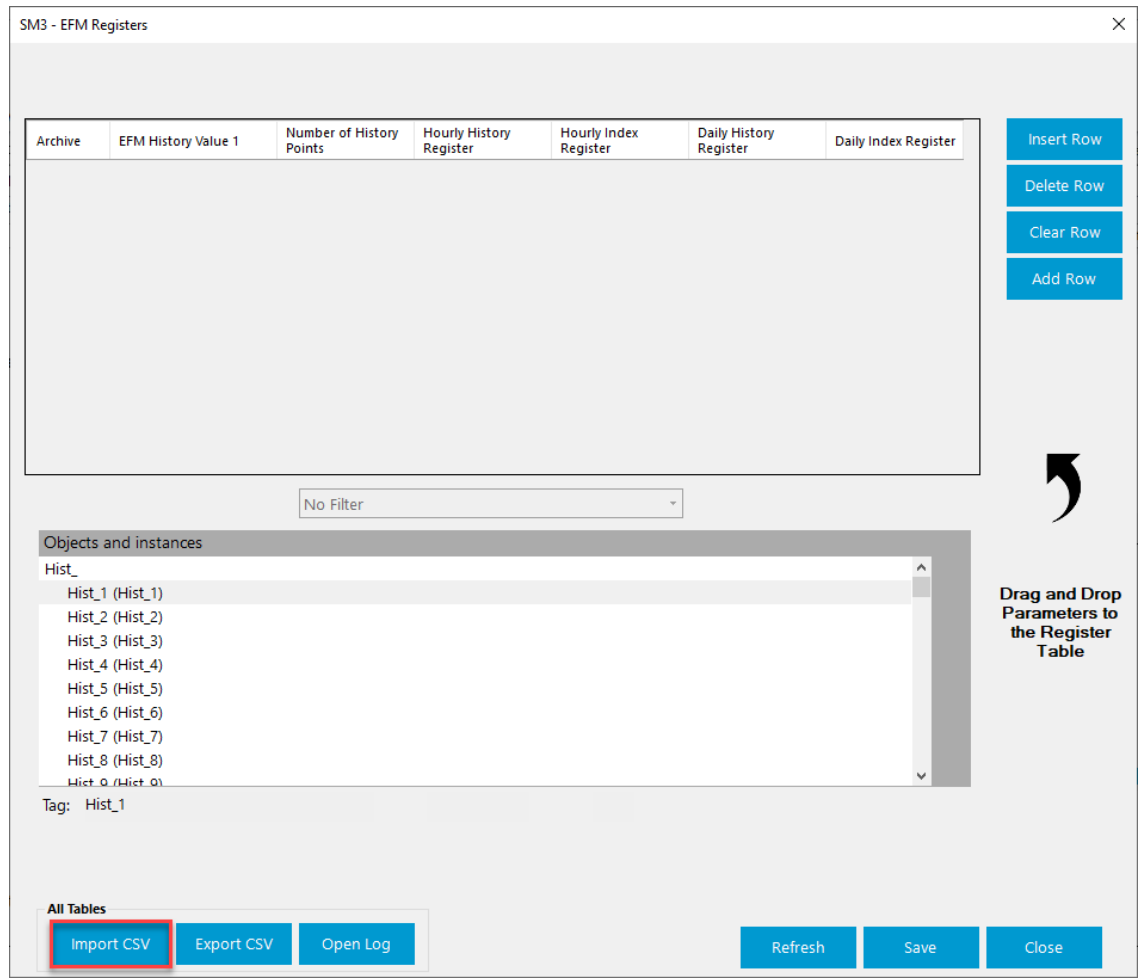 SM3 - EFM Registers
Archive
EFM History Value 1
Number of History
Points
Hourly History
Register
Hourly Index
Register
Daily History
Register
Daily Index Register
Insert Row
Delete Row
Clear Row
Add Row
No Filter
Objects and instances
Hist_
Hist_1 (Hist_1)
Hist_2 (Hist_2)
Hist_3 (Hist_3)
Hist_4 (Hist_4)
Hist_5 (Hist_5)
Hist_6 (Hist_6)
Hist_7 (Hist_7)
Hist_8 (Hist_8)
Hist_9 (Hist_9)
Drag and Drop
Parameters to
the Register
Table
Tag: Hist_1
All Tables
Import CSV
Export CSV
Open Log
Refresh
Save
Close